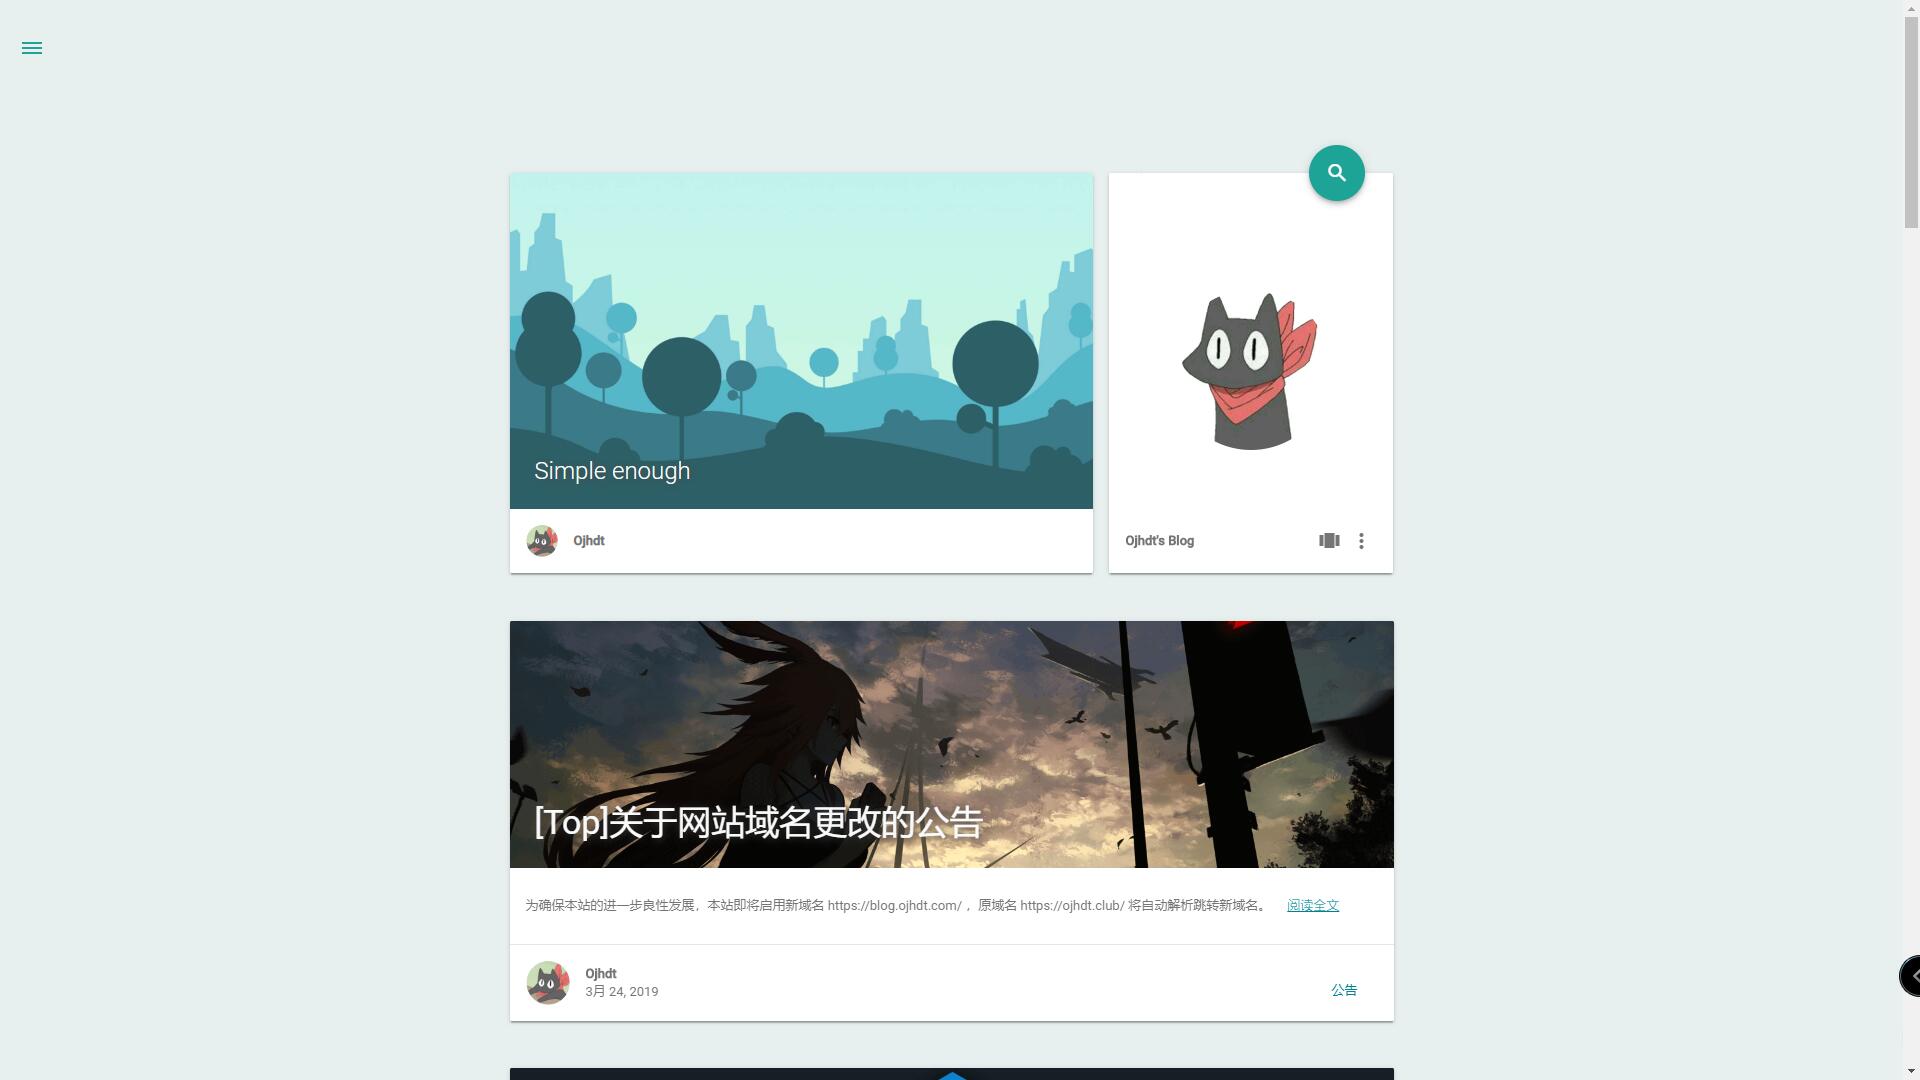 Simple enough
Ojhdt
Ojhdt's Blog
[Top]关于网站域名更改的公告
为确保本站的进一步良性发展，本站即将启用新域名 https://blog.ojhdt.com/ ，原域名 https://ojhdt.club/ 将自动解析跳转新域名。 阅读全文
Ojhdt
3月 24, 2019
公告